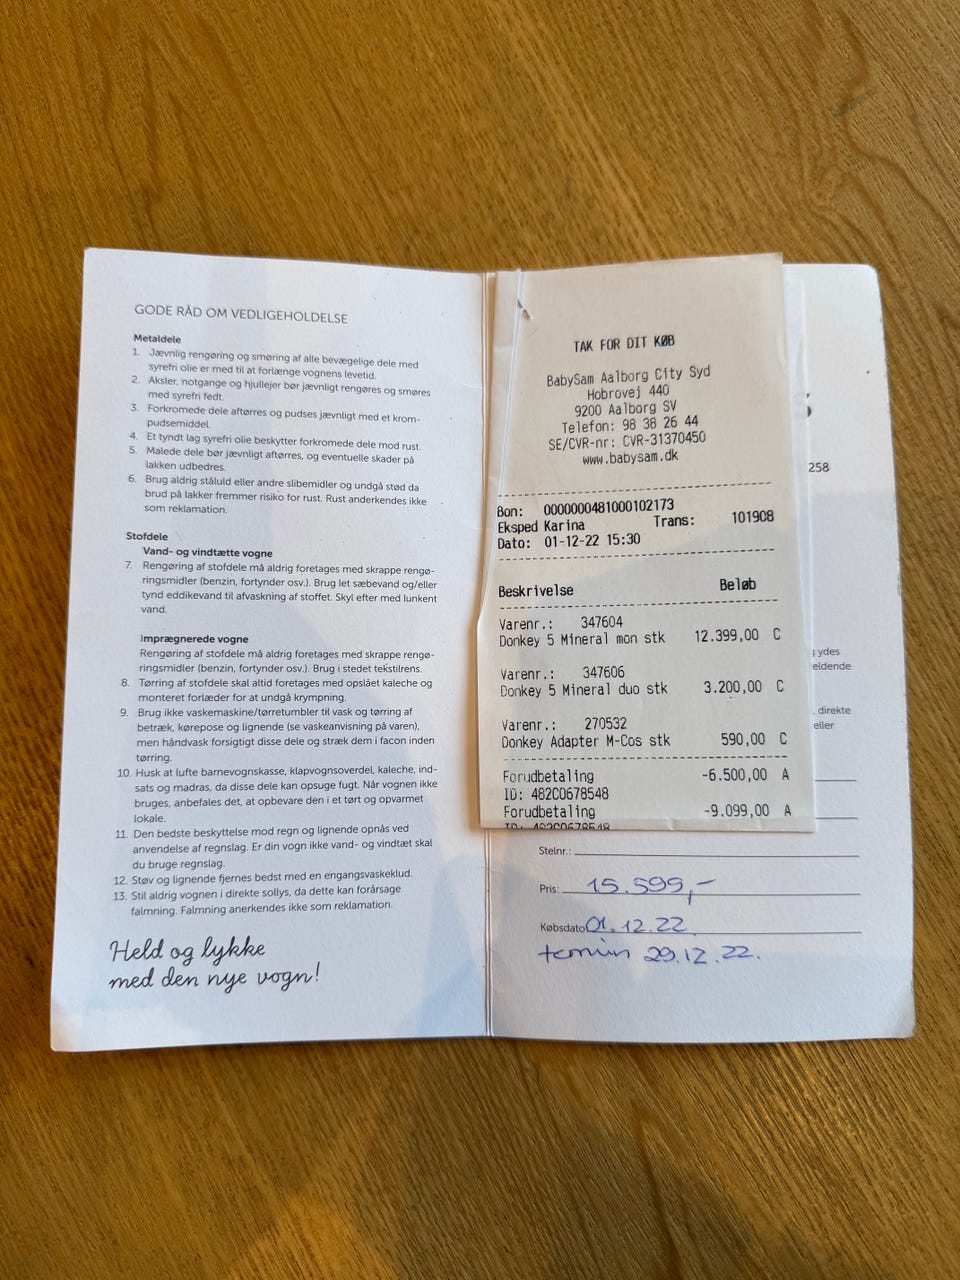 GODE RÅD OM VEDLIGEHOLDELSE
Metaldele
1. Jævnlig rengøring og smøring af alle bevægelige dele med
syrefri olie er med til at forlænge vognens levetid.
2. Aksler, notgange og hjullejer bør jævnligt rengøres og smøres
med syrefri fedt.
3. Forkromede dele aftørres og pudses jævnligt med et krom-
pudsemiddel.
4. Et tyndt lag syrefri olie beskytter forkromede dele mod rust.
5. Malede dele bør jævnligt aftørres, og eventuelle skader på
lakken udbedres.
6. Brug aldrig ståluld eller andre slibemidler og undgå stød da
brud på lakker fremmer risiko for rust. Rust anderkendes ikke
som reklamation.
Stofdele
Vand- og vindtætte vogne
7. Rengøring af stofdele må aldrig foretages med skrappe rengø-
ringsmidler (benzin, fortynder osv.). Brug let sæbevand og/eller
tynd eddikevand til afvaskning af stoffet. Skyl efter med lunkent
vand.
Imprægnerede vogne
Rengøring af stofdele må aldrig foretages med skrappe rengø-
ringsmidler (benzin, fortynder osv.). Brug i stedet tekstilrens.
8. Tørring af stofdele skal altid foretages med opslået kaleche og
monteret forlæder for at undgå krympning.
9. Brug ikke vaskemaskine/tørretumbler til vask og tørring af
betræk, kørepose og lignende (se vaskeanvisning på varen),
men håndvask forsigtigt disse dele og stræk dem i facon inden
tørring.
10. Husk at lufte barnevognskasse, klapvognsoverdel, kaleche, ind-
sats og madras, da disse dele kan opsuge fugt. Når vognen ikke
bruges, anbefales det, at opbevare den i et tørt og opvarmet
lokale.
11. Den bedste beskyttelse mod regn og lignende opnås ved
anvendelse af regnslag. Er din vogn ikke vand- og vindtæt skal
du bruge regnslag.
12. Støv og lignende fjernes bedst med en engangsvaskeklud.
13. Stil aldrig vognen i direkte sollys, da dette kan forårsage
falmning. Falmning anerkendes ikke som reklamation.
Held og lykke
med den nye vogn!
TAK FOR DIT KØB
BabySam Aalborg City Syd
Hobrovej 440
9200 Aalborg SV
Telefon: 98 38 26 44
SE/CVR-nr: CVR-31370450
www.babysam.dk
Bon: 0000000481000102173
Eksped Karina Trans: 101908
Dato: 01-12-22 15:30
Beskrivelse Beløb
Varenr.: 347604
Donkey 5 Mineral mon stk 12.399,00 C
Varenr.: 347606
Donkey 5 Mineral duo stk 3.200,00 C
Varenr.: 270532
Donkey Adapter M-Cos stk 590,00 C
Forudbetaling -6.500,00 A
ID: 482C0678548
Forudbetaling -9.099,00 A
ID: 482C0678548
258
ydes
eldende
direkte
eller
Stelnr.:
Pris: 15.599,-
Købsdato 01.12.22
termin 29.12.22.